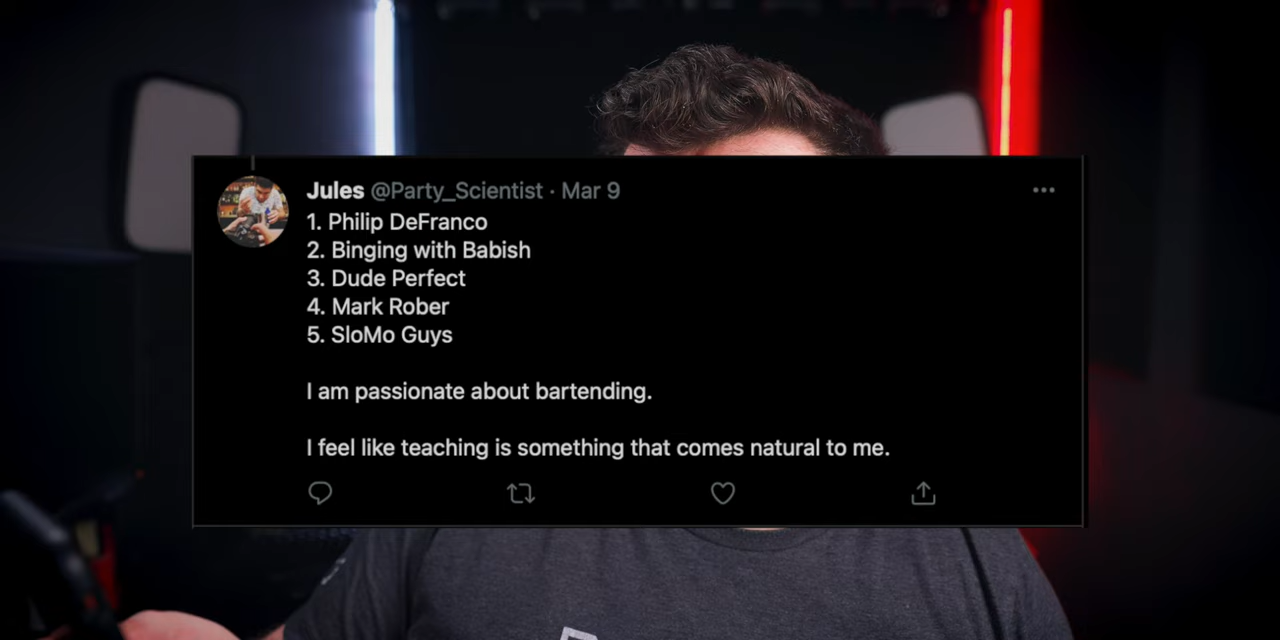 Jules @Party_Scientist · Mar 9
1. Philip DeFranco
2. Binging with Babish
3. Dude Perfect
4. Mark Rober
5. SloMo Guys
I am passionate about bartending.
I feel like teaching is something that comes natural to me.